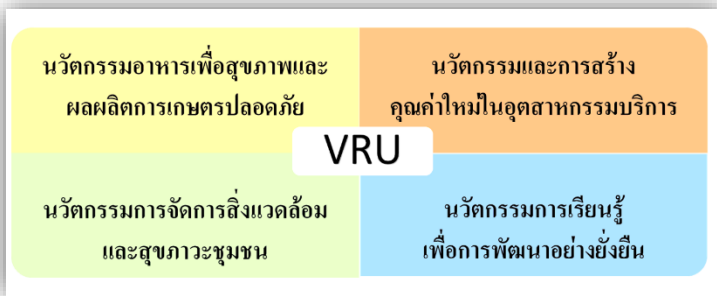 นวัตกรรมอาหารเพื่อสุขภาพและ
ผลผลิตการเกษตรปลอดภัย
นวัตกรรมและการสร้าง
คุณค่าใหม่ในอุตสาหกรรมบริการ
VRU
นวัตกรรมการจัดการสิ่งแวดล้อม
และสุขภาวะชุมชน
นวัตกรรมการเรียนรู้
เพื่อการพัฒนาอย่างยั่งยืน